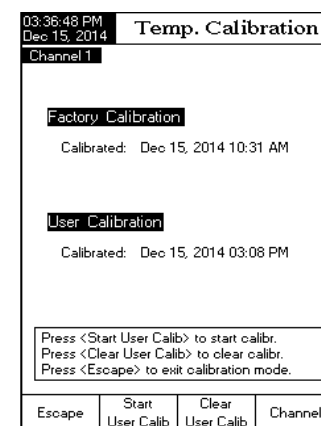 03:36:48 PM
Dec 15, 2014
Temp. Calibration
Channel 1
Factory Calibration
Calibrated: Dec 15, 2014 10:31 AM
User Calibration
Calibrated: Dec 15, 2014 03:08 PM
Press <Start User Calib> to start calibr.
Press <Clear User Calib> to clear calibr.
Press <Escape> to exit calibration mode.
Escape
Start
User Calib
Clear
User Calib
Channel